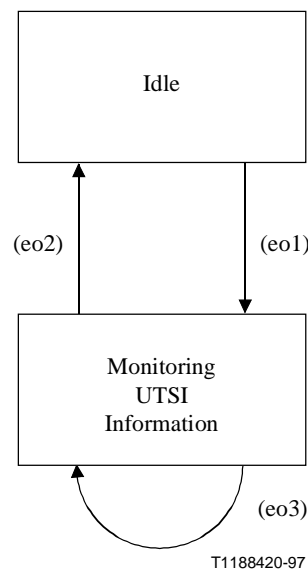 Idle
(eo2)
(eo1)
Monitoring
UTSI
Information
(eo3)
T1188420-97